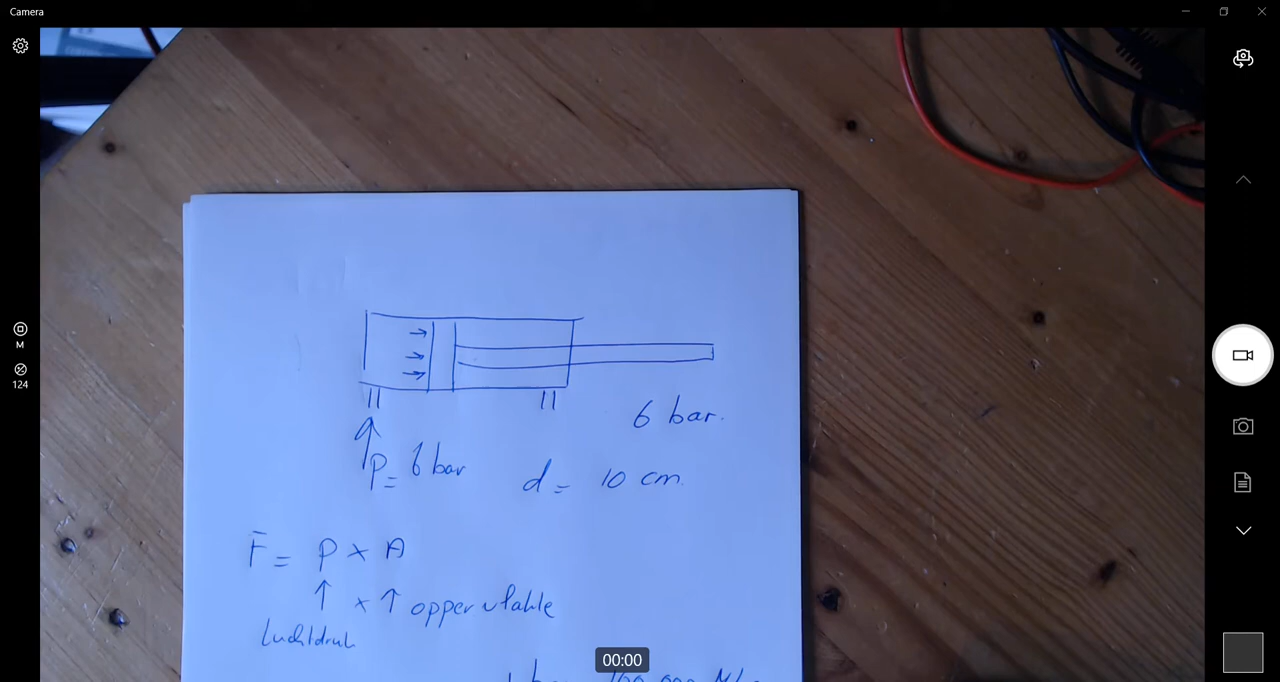 Camera
M
124
6 bar.
P = 6 bar
d = 10 cm.
F = P x A
↑ x ↑ oppervlakte
luchtdruk
00:00